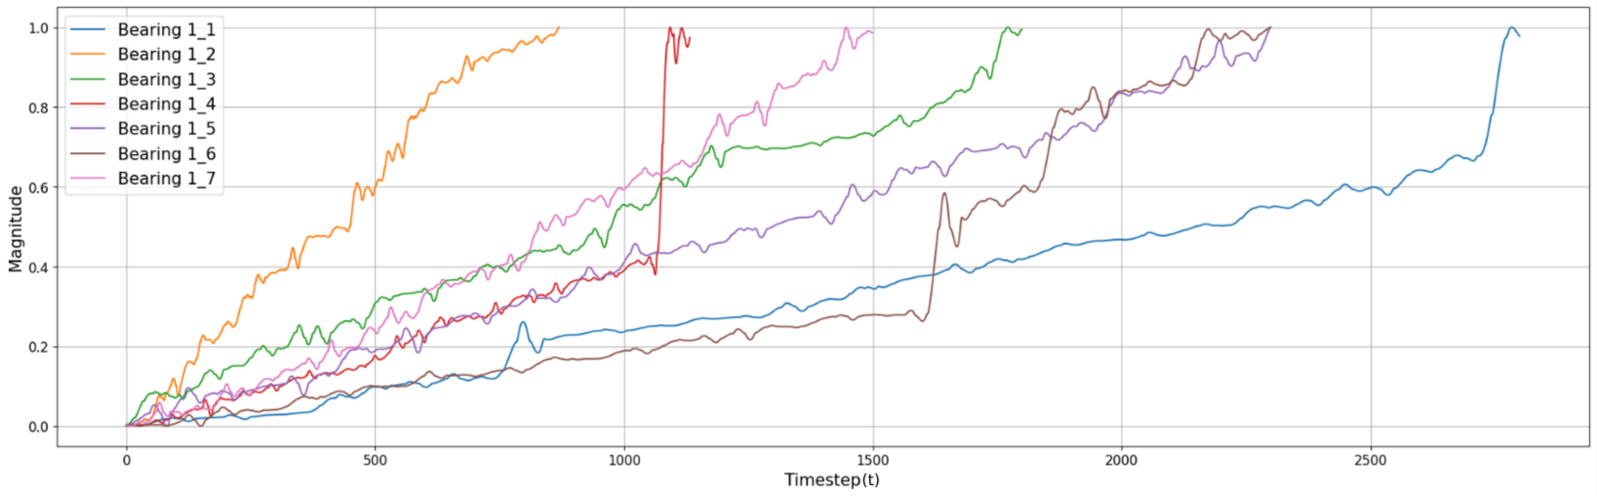 Bearing 1_1
Bearing 1_2
Bearing 1_3
Bearing 1_4
Bearing 1_5
Bearing 1_6
Bearing 1_7
Magnitude
1.0
0.8
0.6
0.4
0.2
0.0
0 500 1000 1500 2000 2500
Timestep(t)